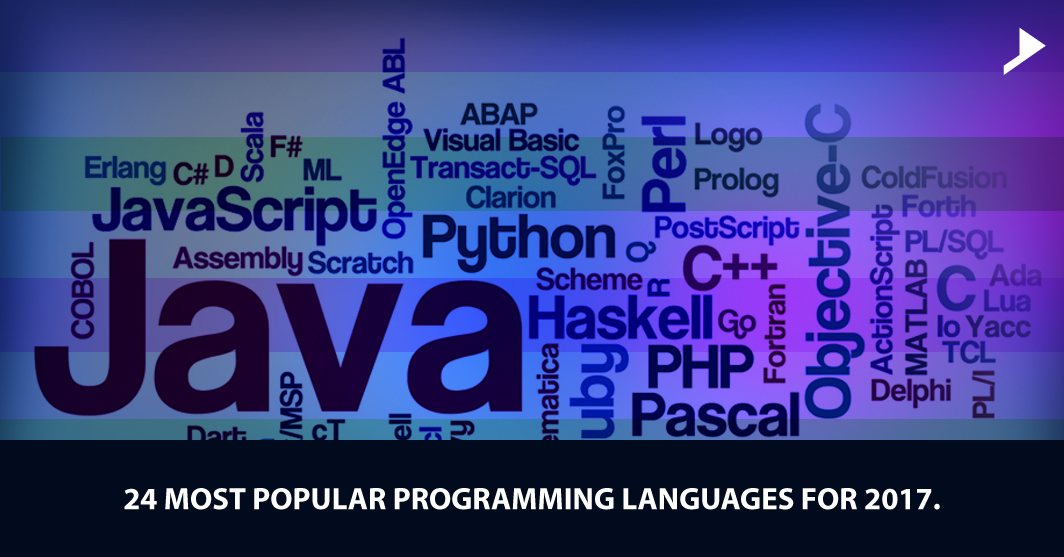 OpenEdge ABL
ABAP
Visual Basic
Transact-SQL
Clarion
FoxPro
Perl
Logo
Prolog
Objective-C
ColdFusion
Forth
Scala
F#
Erlang
C#
D
ML
JavaScript
Python
Q
PostScript
ActionScript
PL/SQL
COBOL
Assembly
Scratch
Scheme
R
C++
MATLAB
C
Ada
Lua
Java
Haskell
Go
Fortran
Io
Yacc
TCL
PHP
Delphi
PL/I
Pascal
uby
ematica
/MSP
Dart
cT
ell
cl
24 MOST POPULAR PROGRAMMING LANGUAGES FOR 2017.